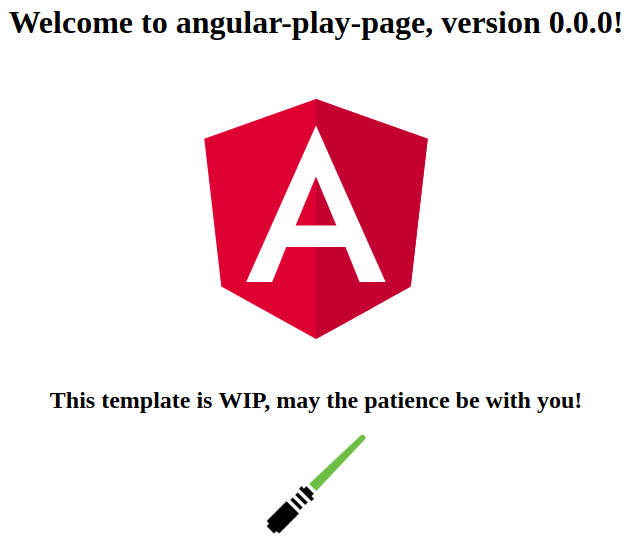 Welcome to angular-play-page, version 0.0.0!
A
This template is WIP, may the patience be with you!